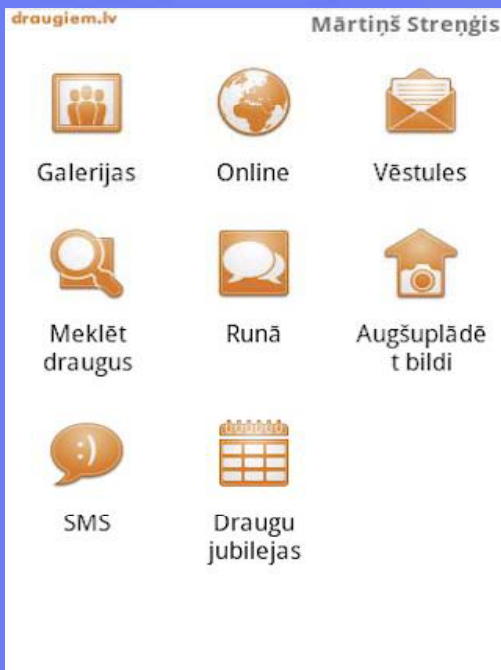 draugiem.lv
Mārtiņš Streņģis
Galerijas
Online
Vēstules
Meklēt
draugus
Runā
Augšuplādē
t bildi
:)
SMS
Draugu
jubilejas